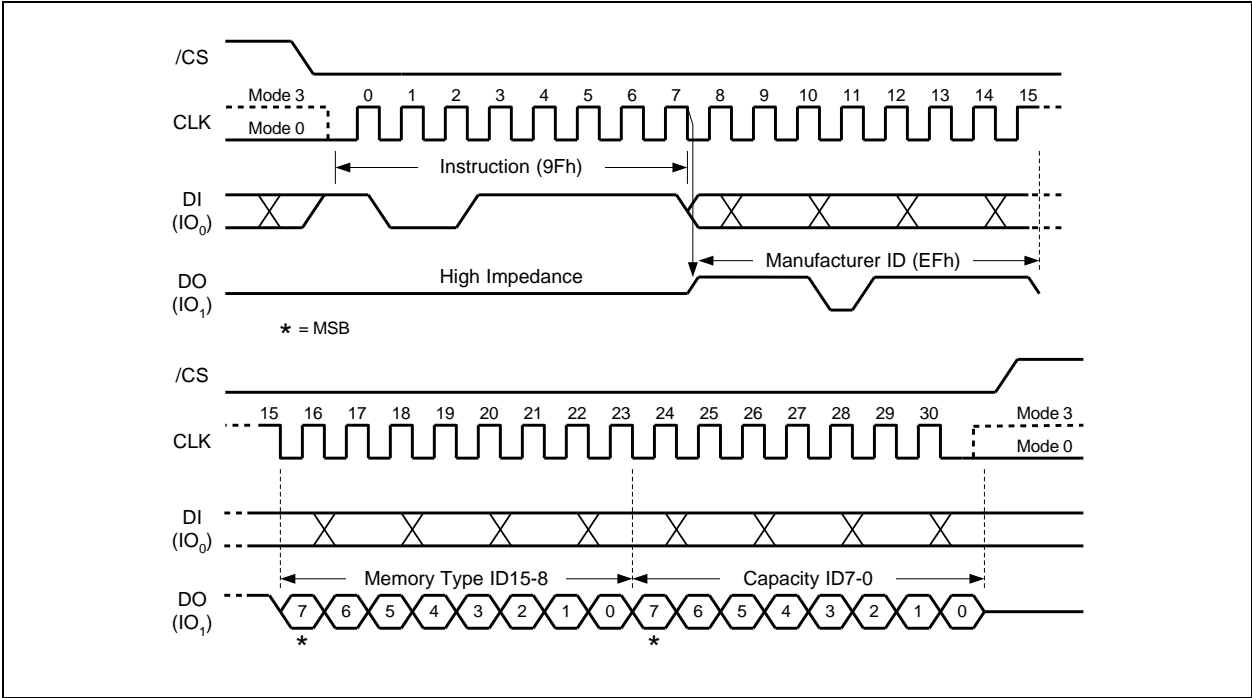 /CS
Mode 3 0 1 2 3 4 5 6 7 8 9 10 11 12 13 14 15
CLK
Mode 0
Instruction (9Fh)
DI
(IO0)
Manufacturer ID (EFh)
High Impedance
DO
(IO1)
* = MSB
/CS
15 16 17 18 19 20 21 22 23 24 25 26 27 28 29 30 Mode 3
CLK
Mode 0
DI
(IO0)
Memory Type ID15-8 Capacity ID7-0
DO
(IO1)
7 6 5 4 3 2 1 0 7 6 5 4 3 2 1 0
* *